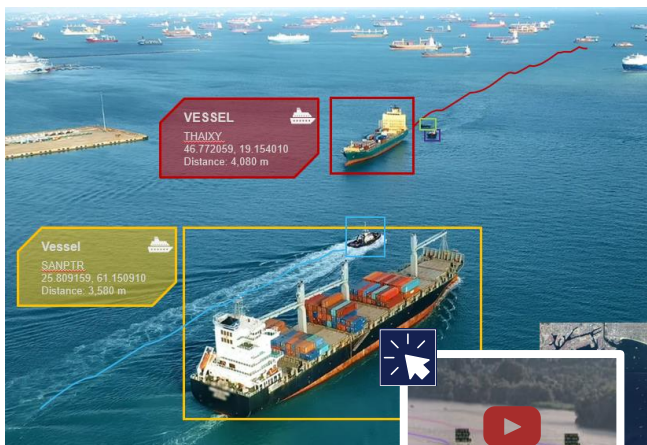 VESSEL
THAIXY
46.772059, 19.154010
Distance: 4,080 m
Vessel
SANPTR
25.809159, 61.150910
Distance: 3,580 m